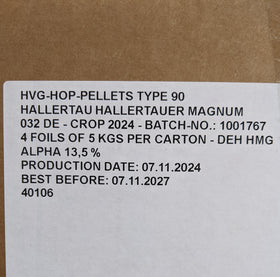 HVG-HOP-PELLETS TYPE 90
HALLERTAU HALLERTAUER MAGNUM
032 DE - CROP 2024 - BATCH-NO.: 1001767
4 FOILS OF 5 KGS PER CARTON - DEH HMG
ALPHA 13,5 %
PRODUCTION DATE: 07.11.2024
BEST BEFORE: 07.11.2027
40106